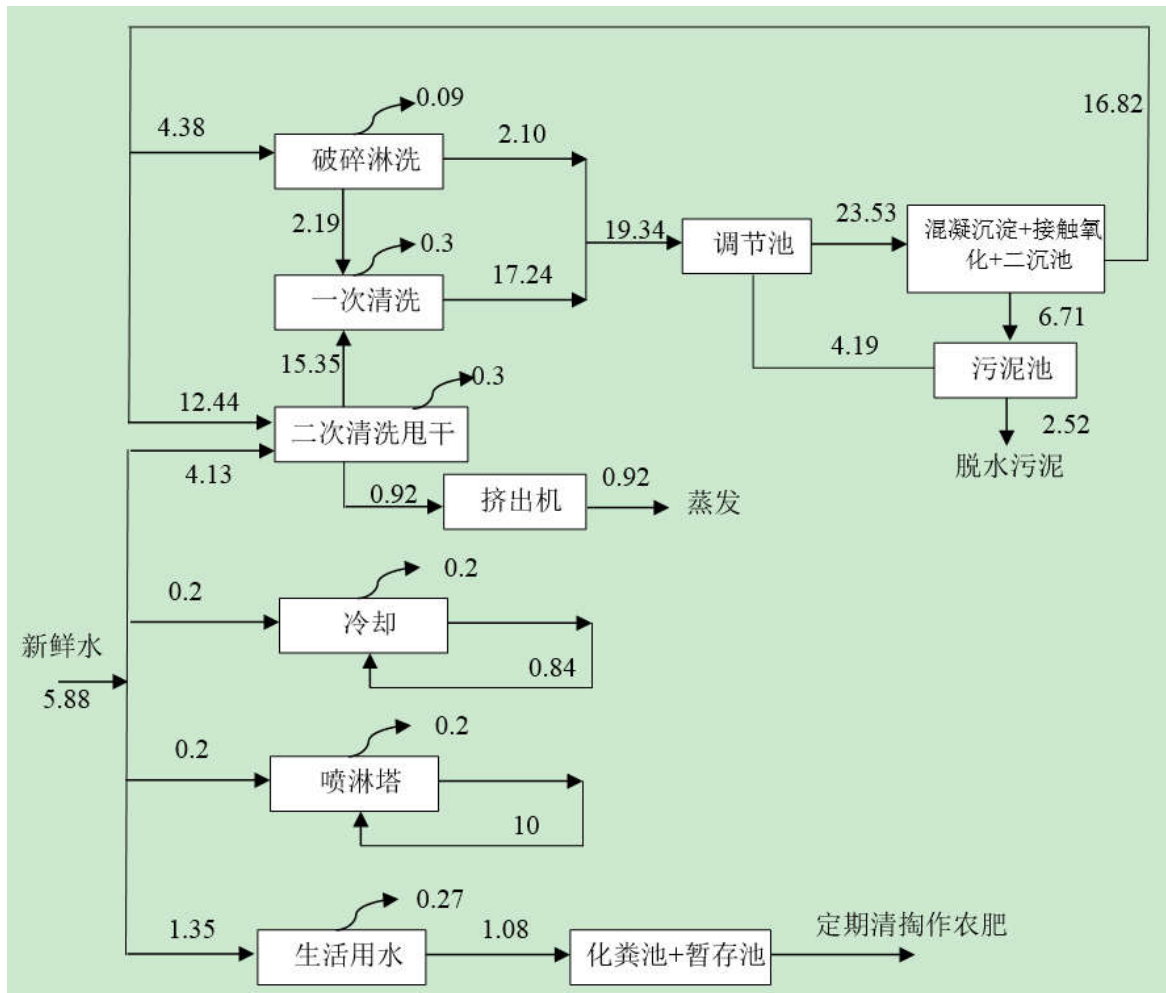 16.82
0.09
4.38
破碎淋洗
2.10
2.19
0.3
19.34
调节池
23.53
混凝沉淀+接触氧
化+二沉池
一次清洗
17.24
6.71
15.35
4.19
污泥池
0.3
12.44
二次清洗甩干
2.52
4.13
脱水污泥
0.92
挤出机
0.92
蒸发
0.2
0.2
冷却
新鲜水
5.88
0.84
0.2
0.2
喷淋塔
10
0.27
1.35
生活用水
1.08
化粪池+暂存池
定期清掏作农肥